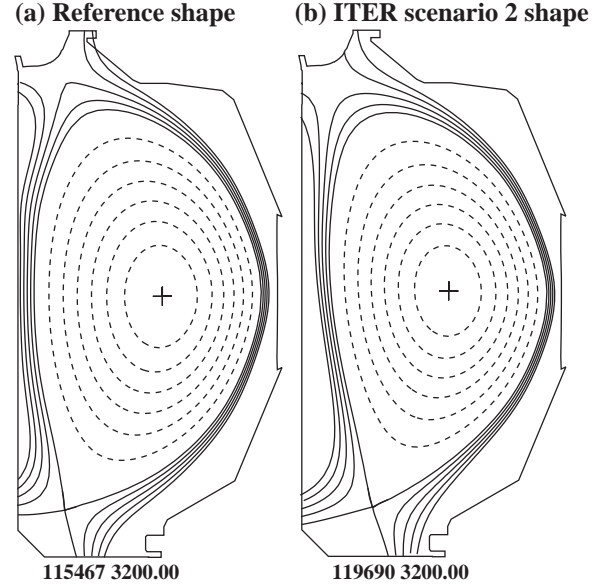 (a) Reference shape
(b) ITER scenario 2 shape
115467 3200.00
119690 3200.00